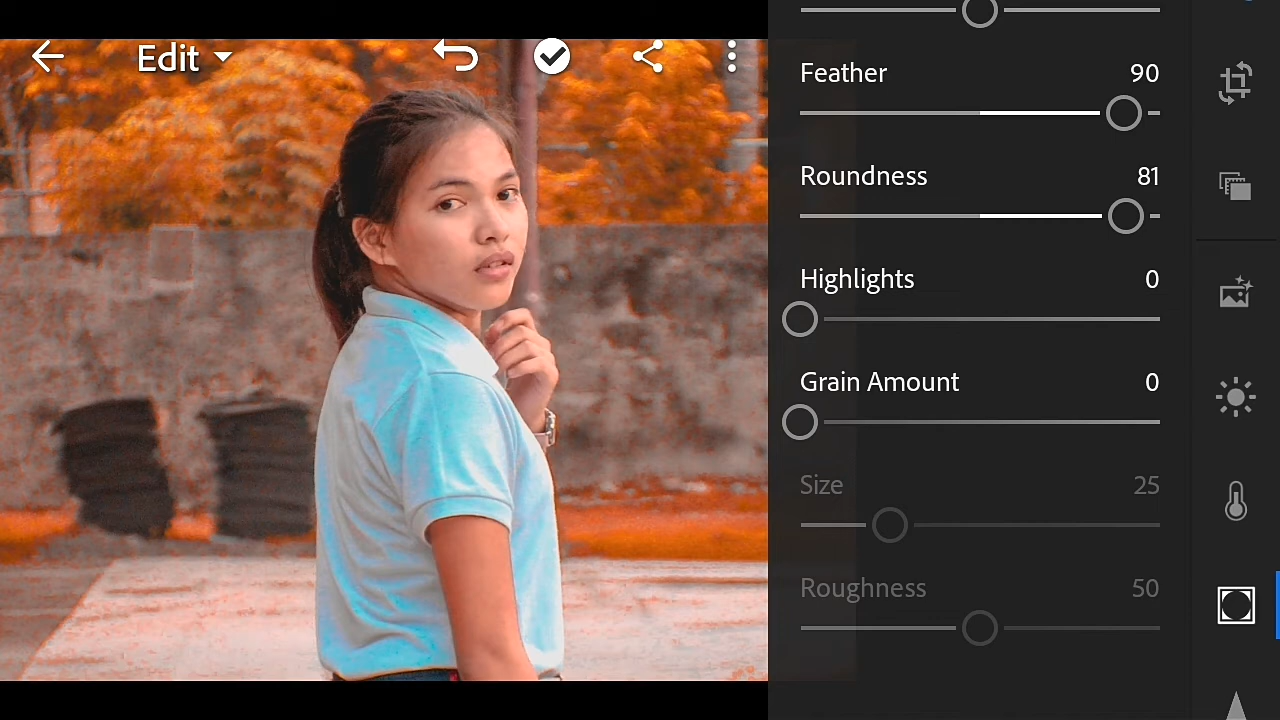 Edit
Feather 90
Roundness 81
Highlights 0
Grain Amount 0
Size 25
Roughness 50